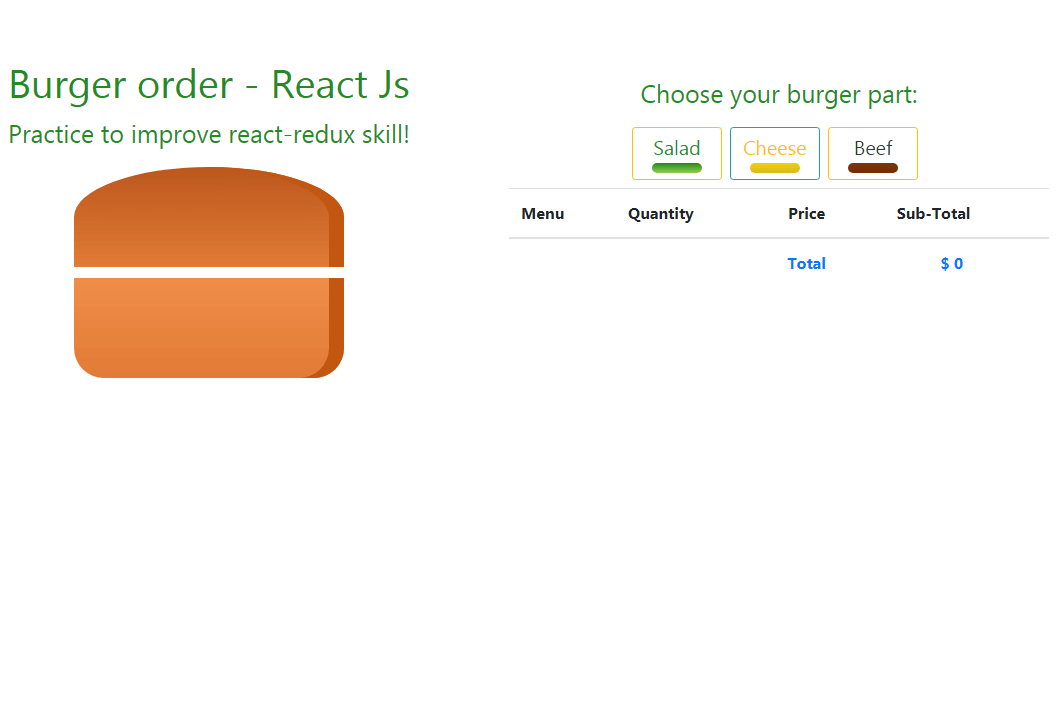 Burger order - React Js
Practice to improve react-redux skill!
Choose your burger part:
Salad Cheese Beef
Menu Quantity Price Sub-Total
Total $ 0